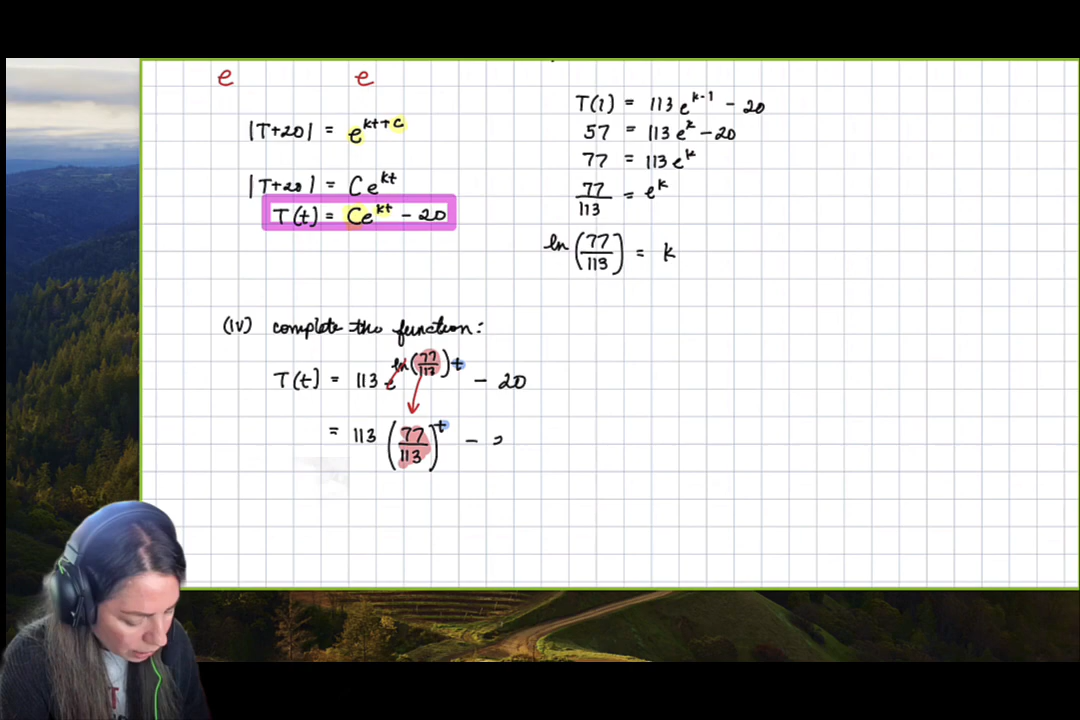 e e
|T+20| = e^{kt+c}
|T+20| = Ce^{kt}
T(t) = Ce^{kt} - 20
T(1) = 113 e^{k·1} - 20
57 = 113 e^k - 20
77 = 113 e^k
77/113 = e^k
ln(77/113) = k
(iv) complete the function:
T(t) = 113 e^{ln(77/113)t} - 20
= 113 (77/113)^t -